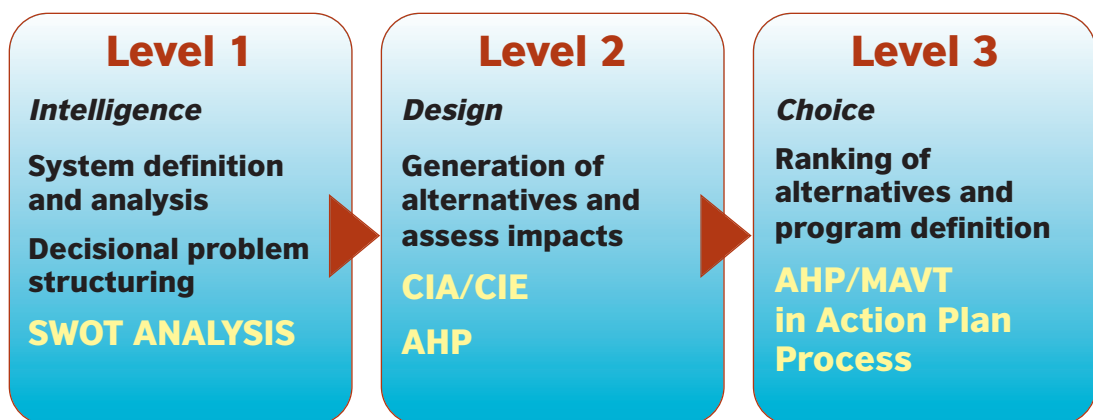 Level 1
Intelligence
System definition
and analysis
Decisional problem
structuring
SWOT ANALYSIS
Level 2
Design
Generation of
alternatives and
assess impacts
CIA/CIE
AHP
Level 3
Choice
Ranking of
alternatives and
program definition
AHP/MAVT
in Action Plan
Process